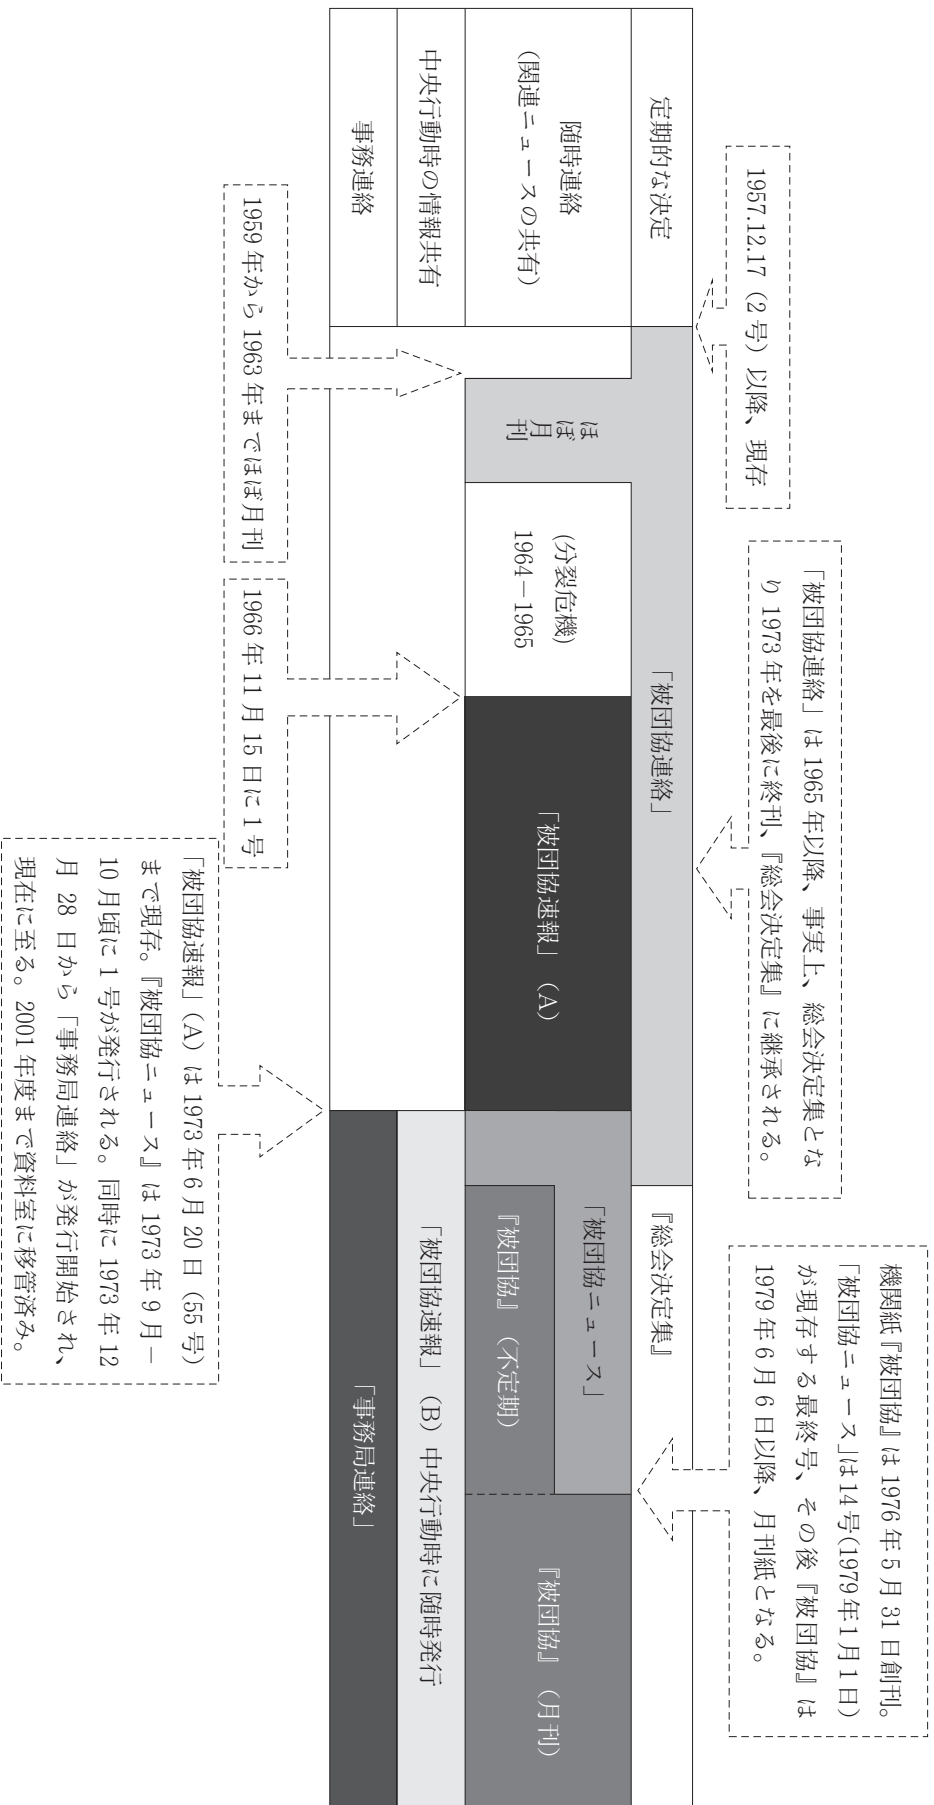 1957.12.17（2号）以降、現存
「被団協連絡」は1965年以降、事実上、総会決定集とな
り1973年を最後に終刊、『総会決定集』に継承される。
機関紙『被団協』は1976年5月31日創刊。
「被団協ニュース」は14号(1979年1月1日)
が現存する最終号、その後『被団協』は
1979年6月6日以降、月刊紙となる。
定期的な決定
「被団協連絡」
『総会決定集』
随時連絡
(関連ニュースの共有)
ほぼ
月刊
(分裂危機)
1964－1965
「被団協速報」（A）
「被団協ニュース」
『被団協』（不定期）
『被団協』（月刊）
中央行動時の情報共有
「被団協速報」（B）中央行動時に随時発行
事務連絡
「事務局連絡」
1959年から1963年までほぼ月刊
1966年11月15日に1号
「被団協速報」（A）は1973年6月20日（55号）
まで現存。『被団協ニュース』は1973年9月－
10月頃に1号が発行される。同時に1973年12
月28日から「事務局連絡」が発行開始され、
現在に至る。2001年度まで資料室に移管済み。